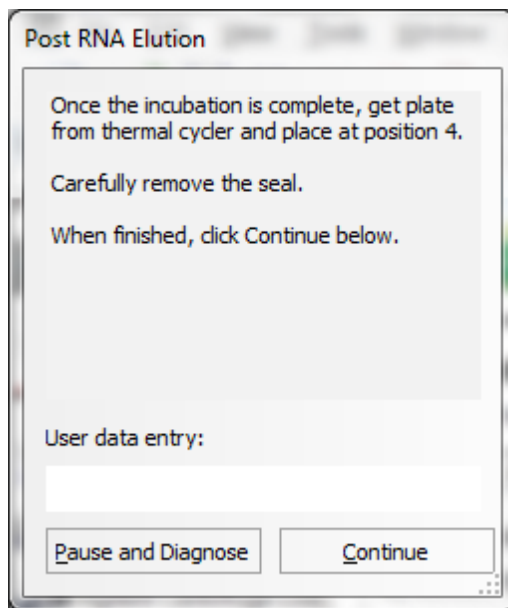 Post RNA Elution
Once the incubation is complete, get plate
from thermal cycler and place at position 4.
Carefully remove the seal.
When finished, click Continue below.
User data entry:
Pause and Diagnose
Continue